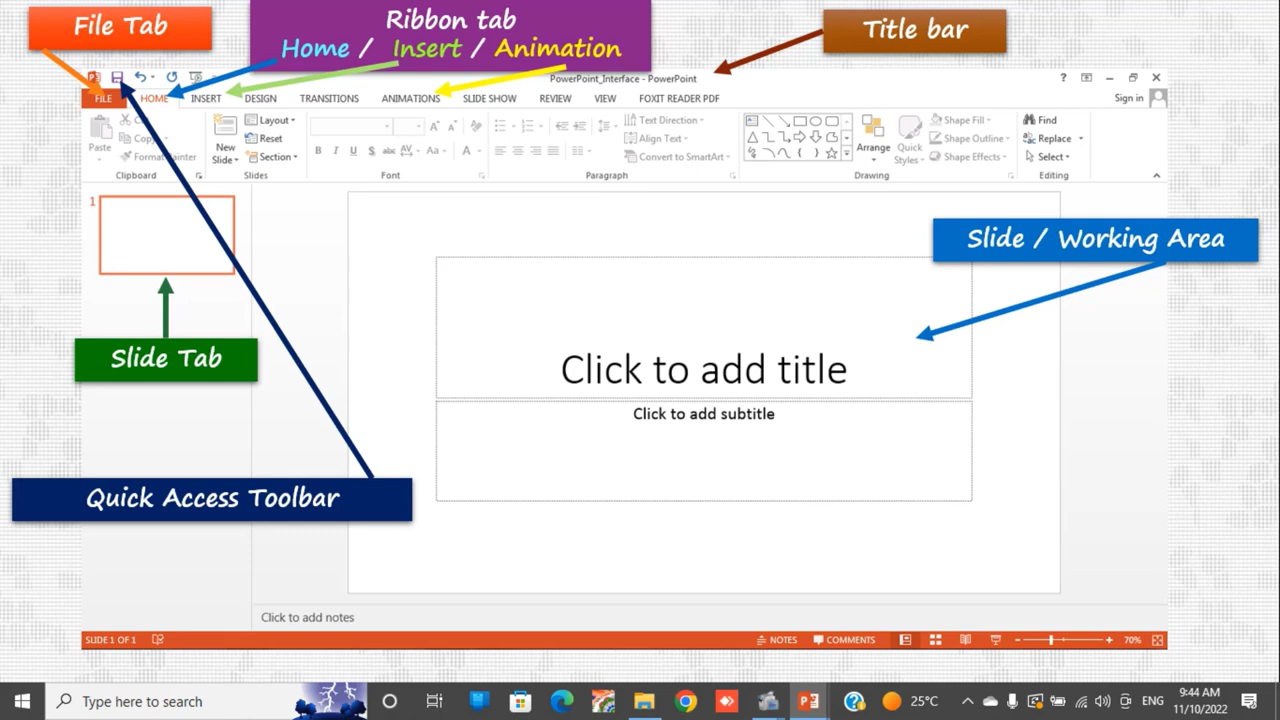 File Tab
Ribbon tab
Home / Insert / Animation
Title bar
PowerPoint_Interface - PowerPoint
?
FILE HOME INSERT DESIGN TRANSITIONS ANIMATIONS SLIDE SHOW REVIEW VIEW FOXIT READER PDF
Sign in
Paste
Format Painter
Clipboard
New
Slide
Layout
Reset
Section
Slides
B I U S abc AV Aa A
Font
Text Direction
Align Text
Convert to SmartArt
Paragraph
Arrange
Quick
Styles
Shape Fill
Shape Outline
Shape Effects
Drawing
Find
Replace
Select
Editing
1
Slide / Working Area
Slide Tab
Click to add title
Click to add subtitle
Quick Access Toolbar
Click to add notes
SLIDE 1 OF 1
NOTES COMMENTS 70%
Type here to search
25°C
ENG
9:44 AM
11/10/2022